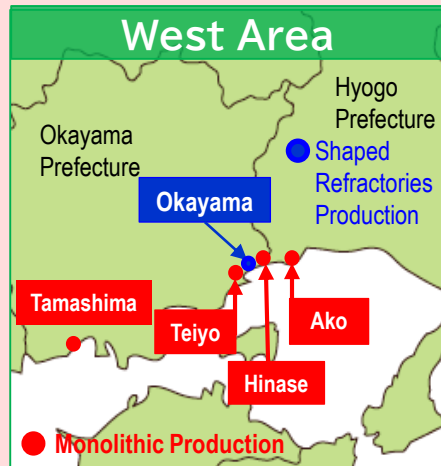 West Area
Hyogo
Prefecture
Okayama
Prefecture
Shaped
Refractories
Production
Okayama
Tamashima
Teiyo
Ako
Hinase
Monolithic Production